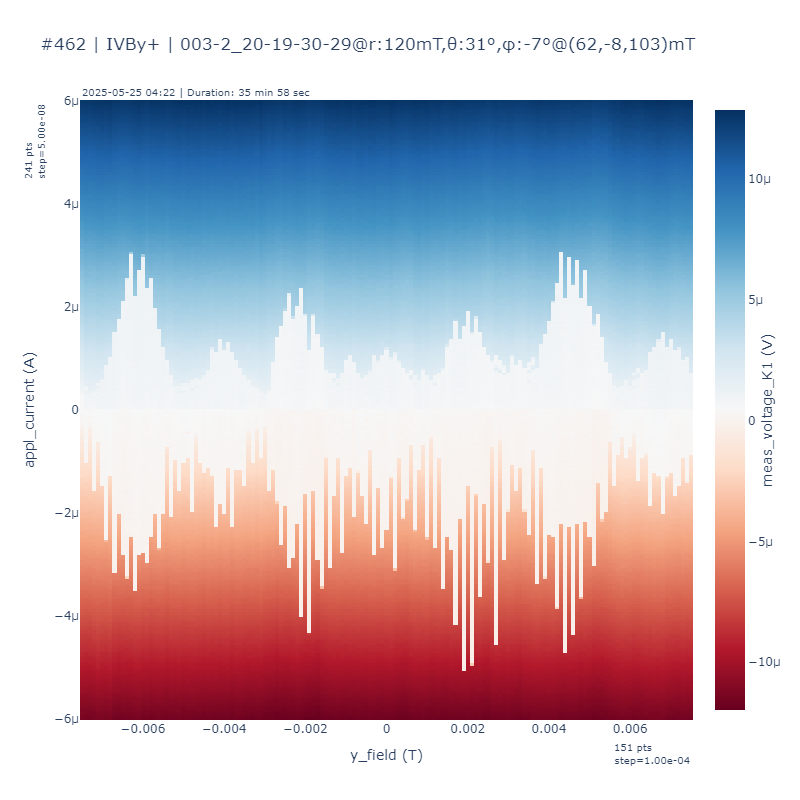 #462 | IVBy+ | 003-2_20-19-30-29@r:120mT,θ:31°,φ:-7°@(62,-8,103)mT
2025-05-25 04:22 | Duration: 35 min 58 sec
241 pts
step=5.00e-08
6μ
4μ
2μ
0
−2μ
−4μ
−6μ
appl_current (A)
−0.006
−0.004
−0.002
0
0.002
0.004
0.006
y_field (T)
151 pts
step=1.00e-04
10μ
5μ
0
−5μ
−10μ
meas_voltage_K1 (V)